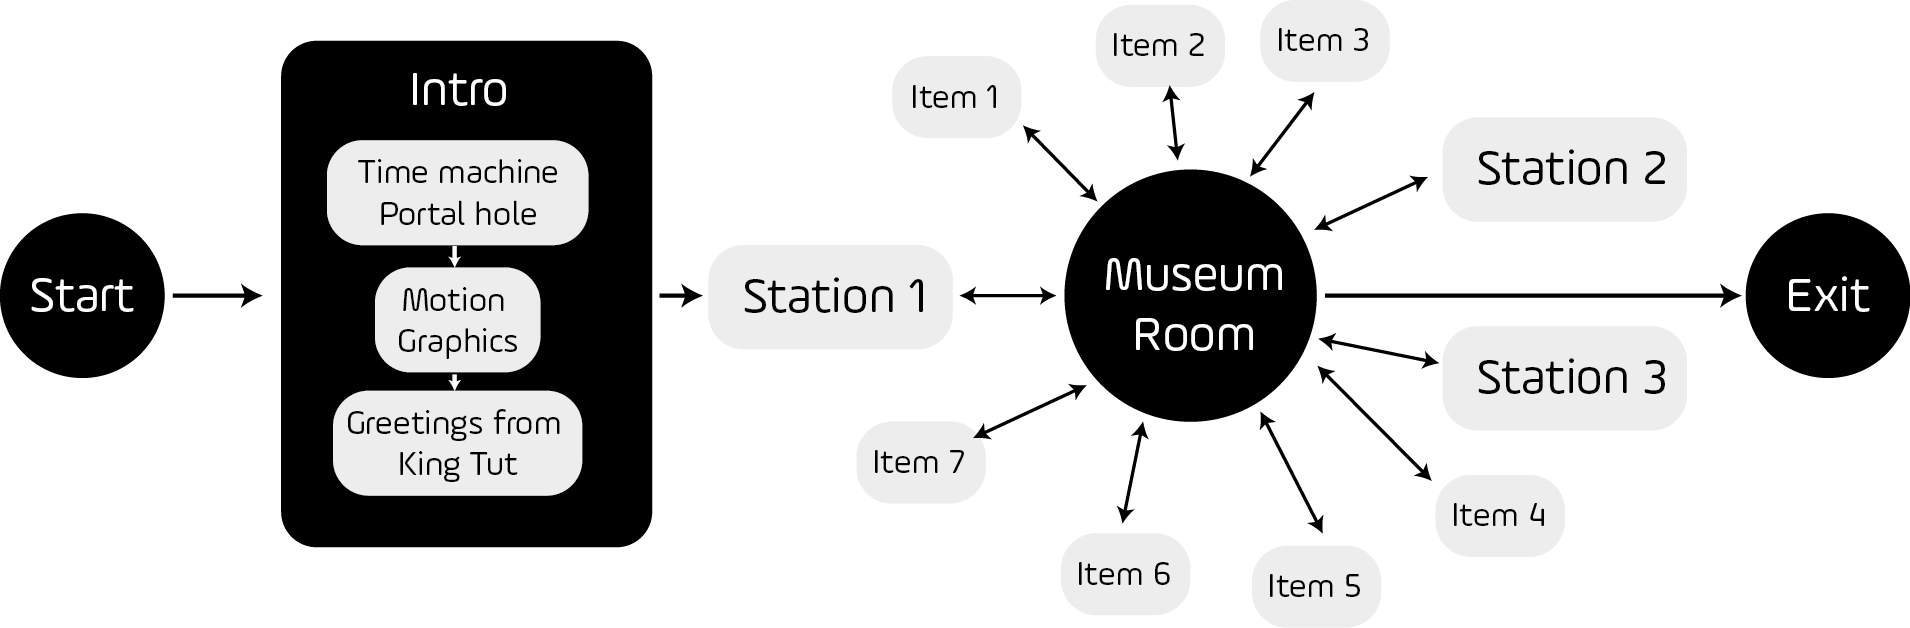 Start
Intro
Time machine
Portal hole
Motion
Graphics
Greetings from
King Tut
Station 1
Museum
Room
Item 1
Item 2
Item 3
Station 2
Station 3
Item 4
Item 5
Item 6
Item 7
Exit